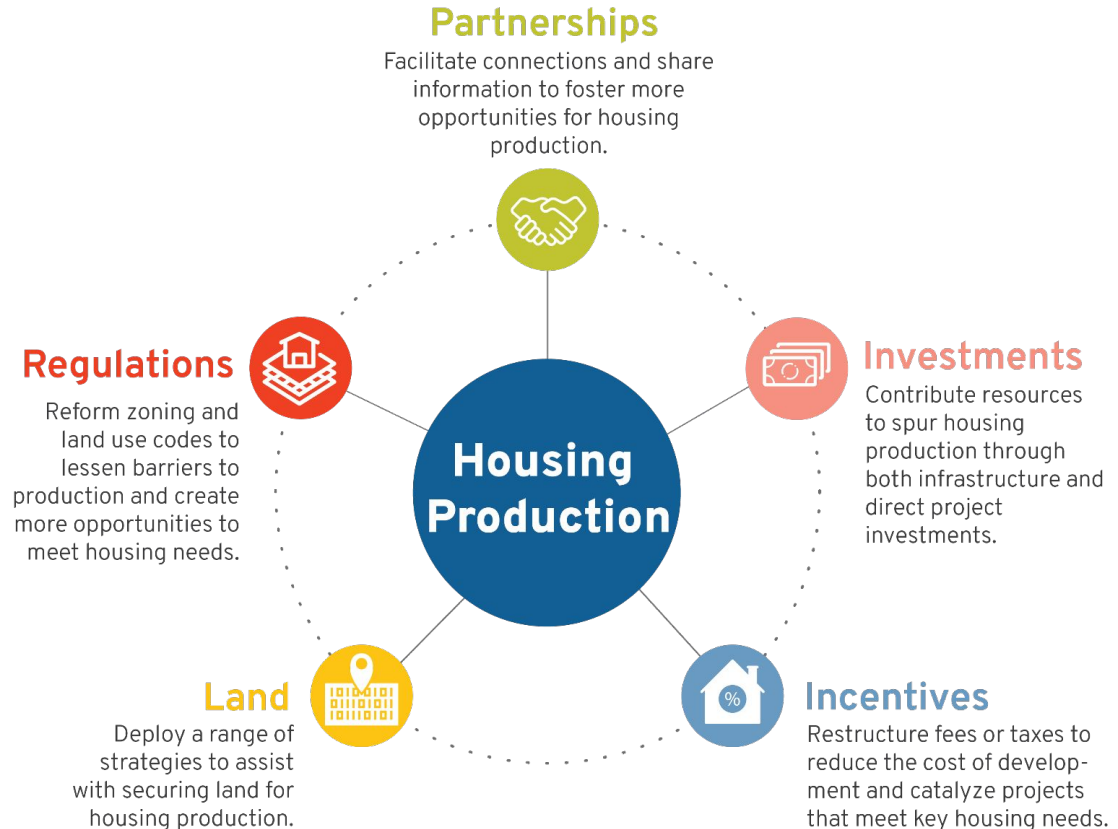 Partnerships
Facilitate connections and share
information to foster more
opportunities for housing
production.
Regulations
Reform zoning and
land use codes to
lessen barriers to
production and create
more opportunities to
meet housing needs.
Investments
Contribute resources
to spur housing
production through
both infrastructure and
direct project
investments.
Housing
Production
Land
Deploy a range of
strategies to assist
with securing land for
housing production.
%
Incentives
Restructure fees or taxes to
reduce the cost of develop-
ment and catalyze projects
that meet key housing needs.